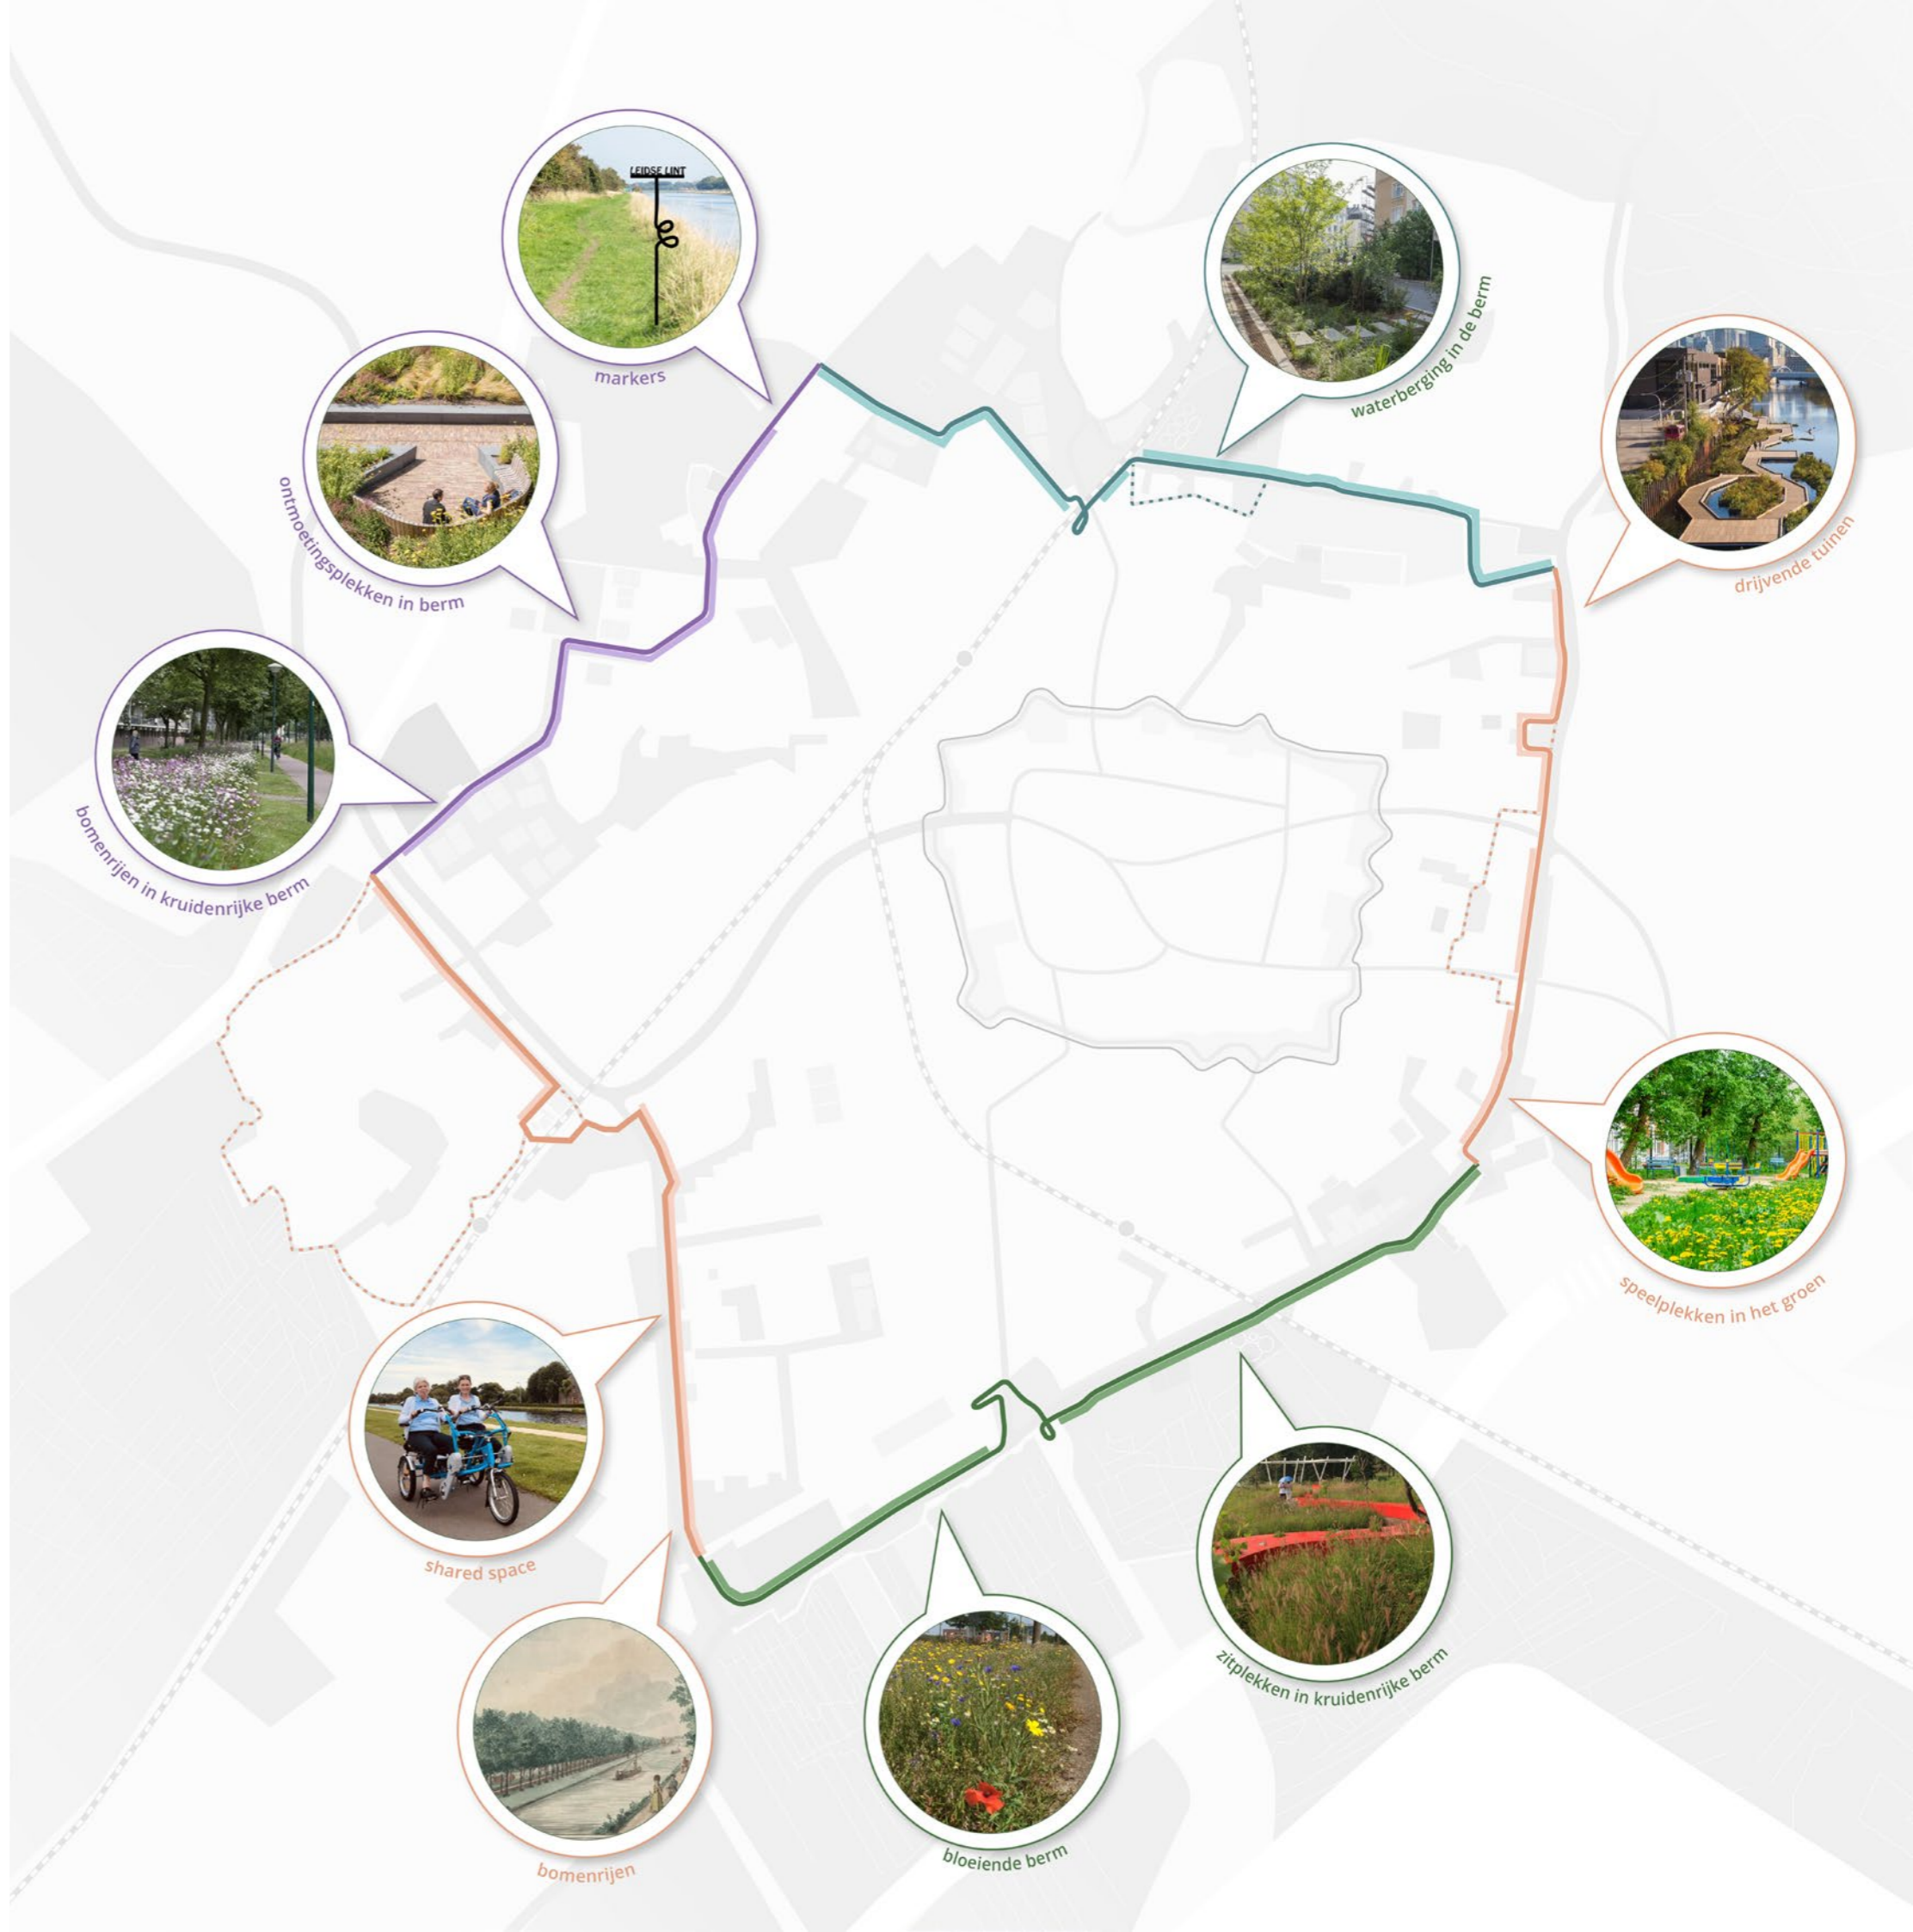 LEIDSE LINT
markers
waterberging in de berm
ontmoetingsplekken in berm
drijvende tuinen
bomenrijen in kruidenrijke berm
speelplekken in het groen
shared space
zitplekken in kruidenrijke berm
bloeiende berm
bomenrijen